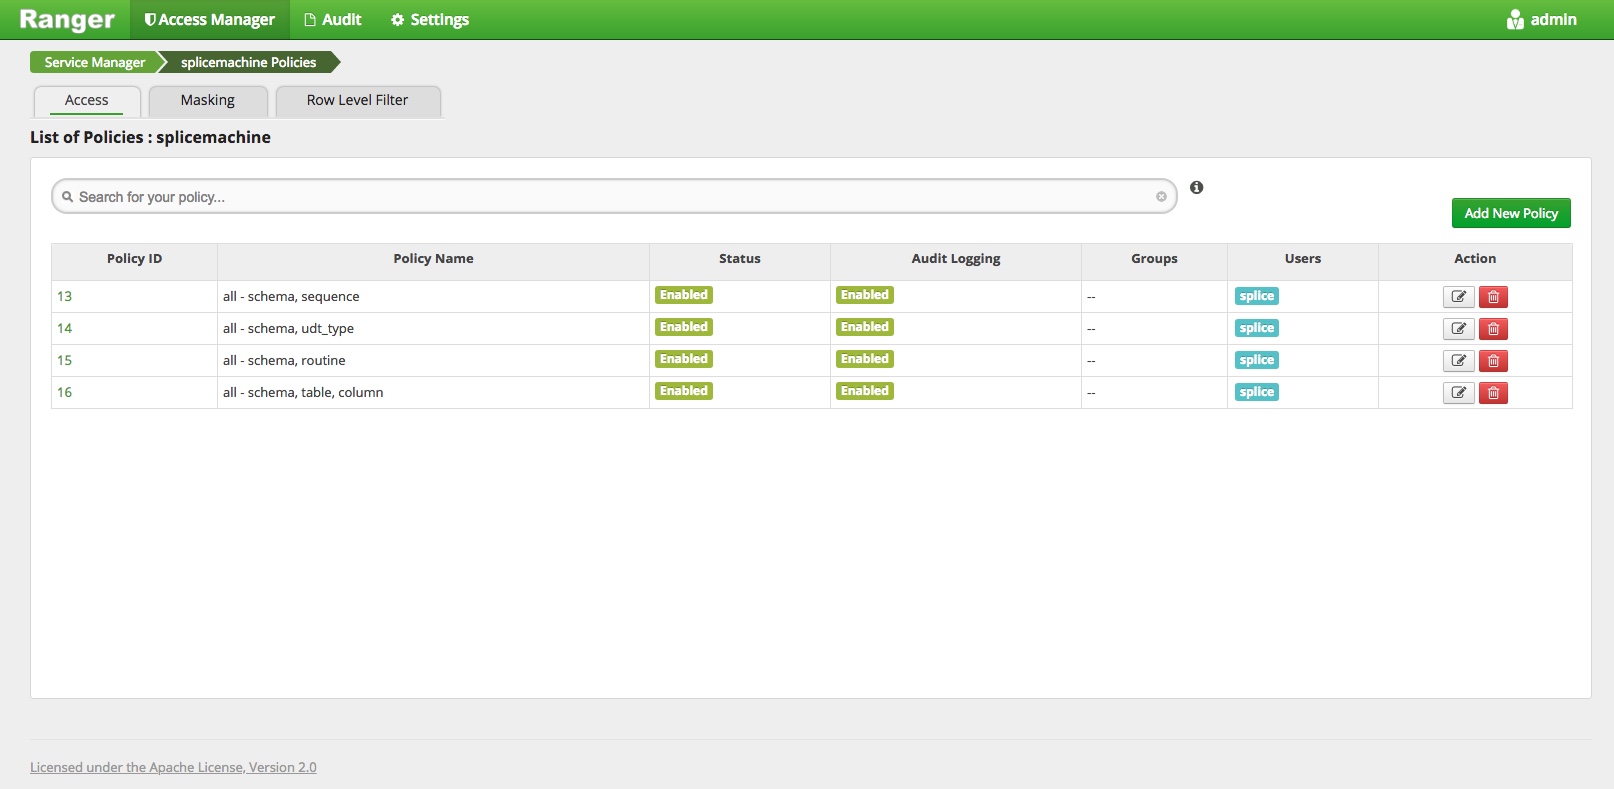 Ranger Access Manager Audit Settings admin
Service Manager splicemachine Policies
Access Masking Row Level Filter
List of Policies : splicemachine
Search for your policy...
Add New Policy
Policy ID Policy Name Status Audit Logging Groups Users Action
13 all - schema, sequence Enabled Enabled -- splice
14 all - schema, udt_type Enabled Enabled -- splice
15 all - schema, routine Enabled Enabled -- splice
16 all - schema, table, column Enabled Enabled -- splice
Licensed under the Apache License, Version 2.0